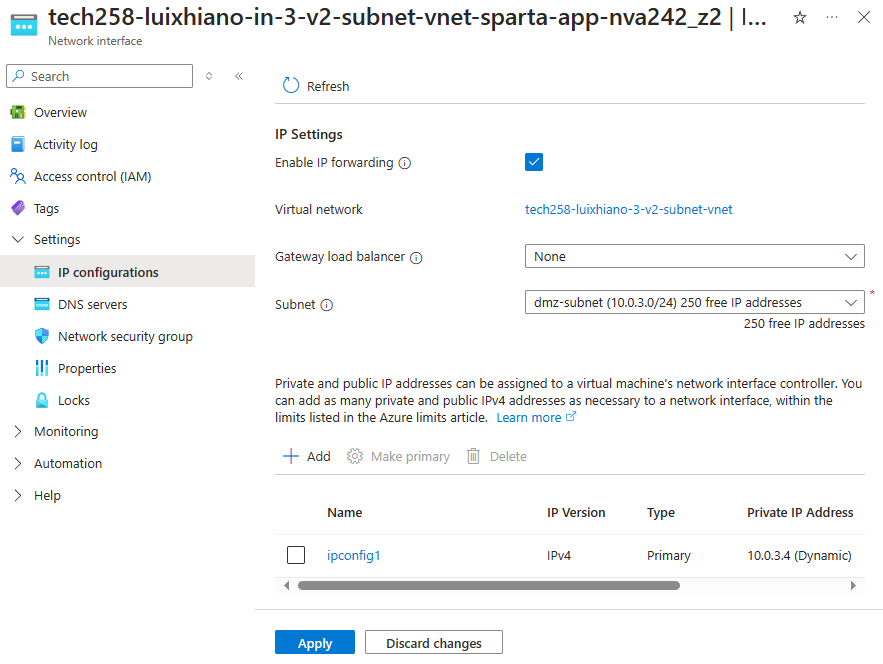 tech258-luixhiano-in-3-v2-subnet-vnet-sparta-app-nva242_z2 | I...
Network interface
Search
Overview
Activity log
Access control (IAM)
Tags
Settings
IP configurations
DNS servers
Network security group
Properties
Locks
Monitoring
Automation
Help
Refresh
IP Settings
Enable IP forwarding
Virtual network
tech258-luixhiano-3-v2-subnet-vnet
Gateway load balancer
None
Subnet
dmz-subnet (10.0.3.0/24) 250 free IP addresses
*
250 free IP addresses
Private and public IP addresses can be assigned to a virtual machine's network interface controller. You
can add as many private and public IPv4 addresses as necessary to a network interface, within the
limits listed in the Azure limits article. Learn more
Add Make primary Delete
Name IP Version Type Private IP Address
ipconfig1 IPv4 Primary 10.0.3.4 (Dynamic)
Apply Discard changes